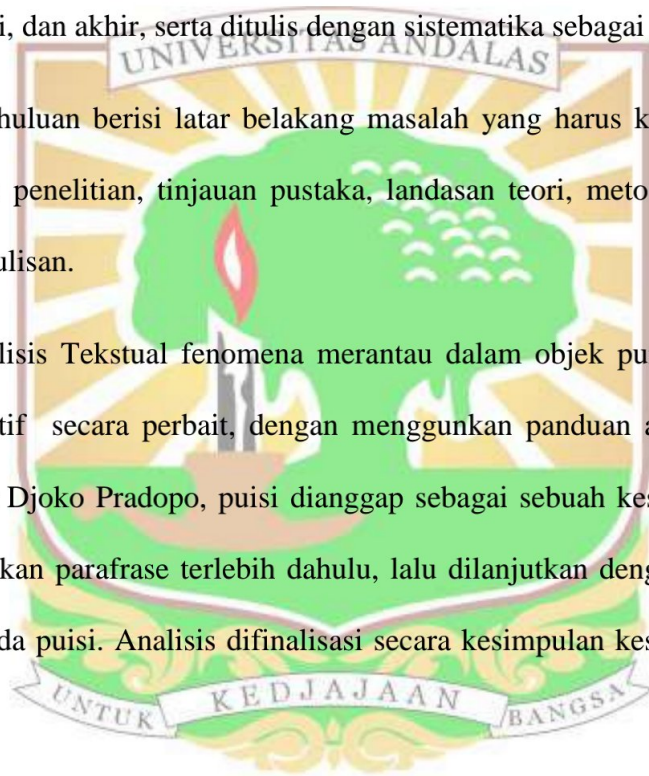 i, dan akhir, serta ditulis dengan sistematika sebagai
UNIVERSITAS ANDALAS
huluan berisi latar belakang masalah yang harus k
penelitian, tinjauan pustaka, landasan teori, meto
ulisan.
lisis Tekstual fenomena merantau dalam objek pu
tif secara perbait, dengan menggunkan panduan a
Djoko Pradopo, puisi dianggap sebagai sebuah kes
kan parafrase terlebih dahulu, lalu dilanjutkan deng
da puisi. Analisis difinalisasi secara kesimpulan kes
UNTUK KEDJAJAAN BANGSA